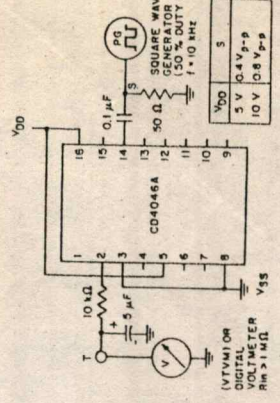 VDD
PG
SQUARE WAV
GENERATOR
(50 % DUTY
f = 10 kHz
S
0.1 μF
50 Ω
VDD S
5 V 0.4 Vp-p
10 V 0.8 Vp-p
T
10 kΩ
+
5 μF
-
V
(VTVM) OR
DIGITAL
VOLTMETER
Rin > 1 MΩ
CD4046A
1
2
3
4
5
6
7
8
16
15
14
13
12
11
10
9
VSS